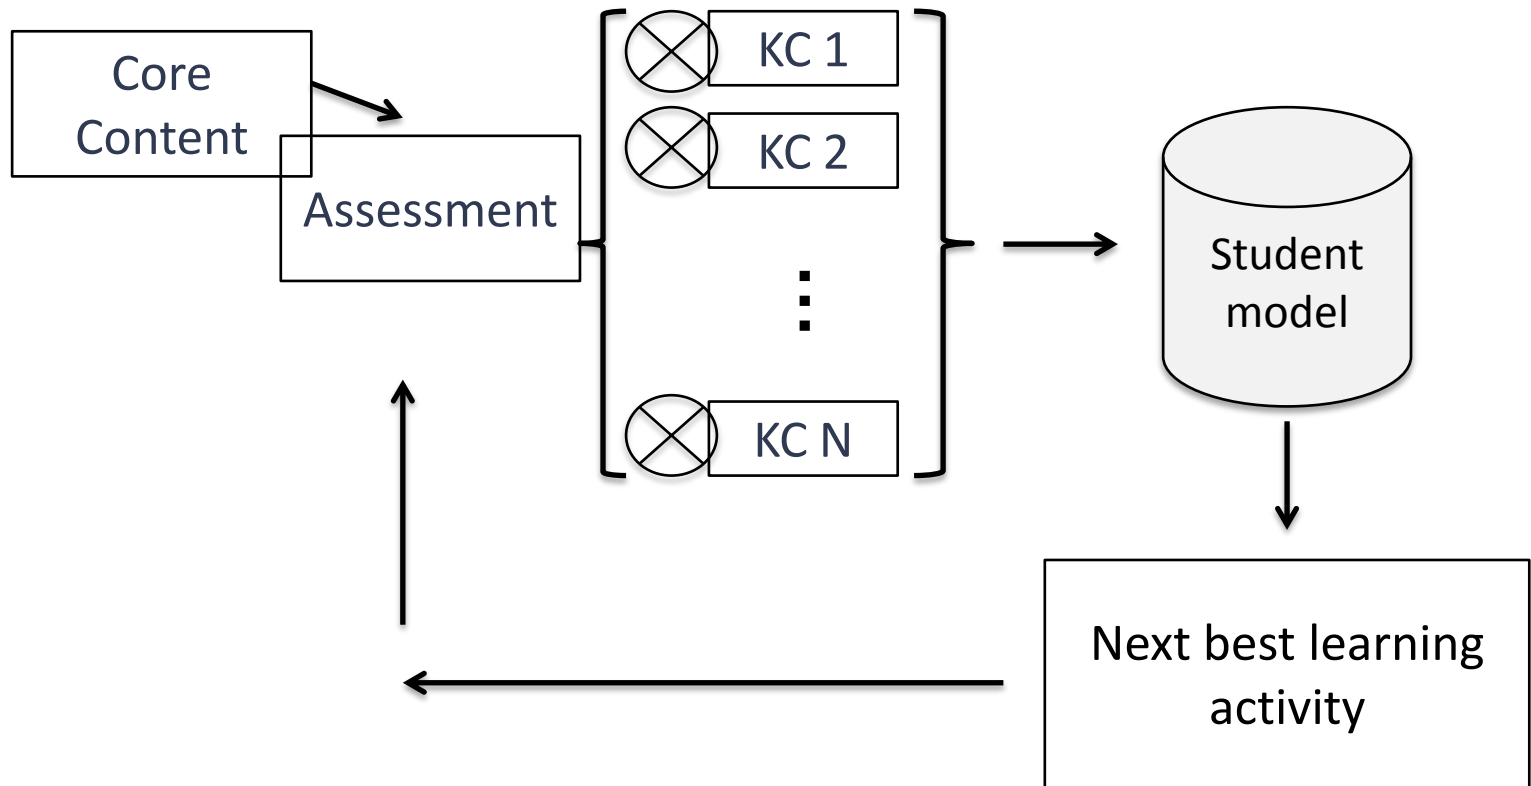 Core
Content
Assessment
KC 1
KC 2
KC N
Student
model
Next best learning
activity